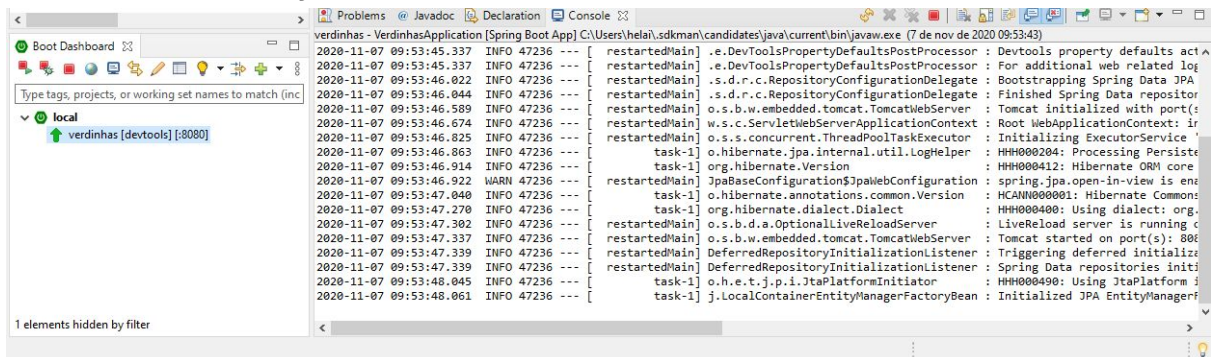 Problems @ Javadoc Declaration Console
verdinhas - VerdinhasApplication [Spring Boot App] C:\Users\helai\.sdkman\candidates\java\current\bin\javaw.exe (7 de nov de 2020 09:53:43)
Boot Dashboard
Type tags, projects, or working set names to match (inc
local
verdinhas [devtools] [:8080]
1 elements hidden by filter
2020-11-07 09:53:45.337 INFO 47236 --- [ restartedMain] .e.DevToolsPropertyDefaultsPostProcessor : Devtools property defaults act
2020-11-07 09:53:45.337 INFO 47236 --- [ restartedMain] .e.DevToolsPropertyDefaultsPostProcessor : For additional web related log
2020-11-07 09:53:46.022 INFO 47236 --- [ restartedMain] .s.d.r.c.RepositoryConfigurationDelegate : Bootstrapping Spring Data JPA
2020-11-07 09:53:46.044 INFO 47236 --- [ restartedMain] .s.d.r.c.RepositoryConfigurationDelegate : Finished Spring Data repositor
2020-11-07 09:53:46.589 INFO 47236 --- [ restartedMain] o.s.b.w.embedded.tomcat.TomcatWebServer : Tomcat initialized with port(s
2020-11-07 09:53:46.674 INFO 47236 --- [ restartedMain] w.s.c.ServletWebServerApplicationContext : Root WebApplicationContext: in
2020-11-07 09:53:46.825 INFO 47236 --- [ restartedMain] o.s.s.concurrent.ThreadPoolTaskExecutor : Initializing ExecutorService '
2020-11-07 09:53:46.863 INFO 47236 --- [ task-1] o.hibernate.jpa.internal.util.LogHelper : HHH000204: Processing Persiste
2020-11-07 09:53:46.914 INFO 47236 --- [ task-1] org.hibernate.Version : HHH000412: Hibernate ORM core
2020-11-07 09:53:46.922 WARN 47236 --- [ restartedMain] JpaBaseConfiguration$JpaWebConfiguration : spring.jpa.open-in-view is ena
2020-11-07 09:53:47.040 INFO 47236 --- [ task-1] o.hibernate.annotations.common.Version : HCANN000001: Hibernate Commons
2020-11-07 09:53:47.270 INFO 47236 --- [ task-1] org.hibernate.dialect.Dialect : HHH000400: Using dialect: org.
2020-11-07 09:53:47.302 INFO 47236 --- [ restartedMain] o.s.b.d.a.OptionalLiveReloadServer : LiveReload server is running o
2020-11-07 09:53:47.337 INFO 47236 --- [ restartedMain] o.s.b.w.embedded.tomcat.TomcatWebServer : Tomcat started on port(s): 808
2020-11-07 09:53:47.339 INFO 47236 --- [ restartedMain] DeferredRepositoryInitializationListener : Triggering deferred initializa
2020-11-07 09:53:47.339 INFO 47236 --- [ restartedMain] DeferredRepositoryInitializationListener : Spring Data repositories initi
2020-11-07 09:53:48.045 INFO 47236 --- [ task-1] o.h.e.t.j.p.i.JtaPlatformInitiator : HHH000490: Using JtaPlatform i
2020-11-07 09:53:48.061 INFO 47236 --- [ task-1] j.LocalContainerEntityManagerFactoryBean : Initialized JPA EntityManagerF